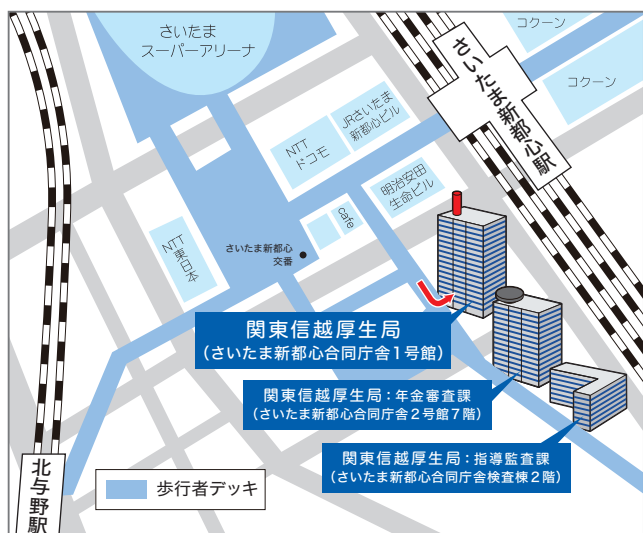 さいたま
スーパーアリーナ
コクーン
コクーン
さいたま新都心駅
JRさいたま
新都心ビル
NTT
ドコモ
明治安田
生命ビル
cafe
さいたま新都心
交番
NTT
東日本
関東信越厚生局
(さいたま新都心合同庁舎1号館)
関東信越厚生局:年金審査課
(さいたま新都心合同庁舎2号館7階)
関東信越厚生局:指導監査課
(さいたま新都心合同庁舎検査棟2階)
北与野駅
歩行者デッキ